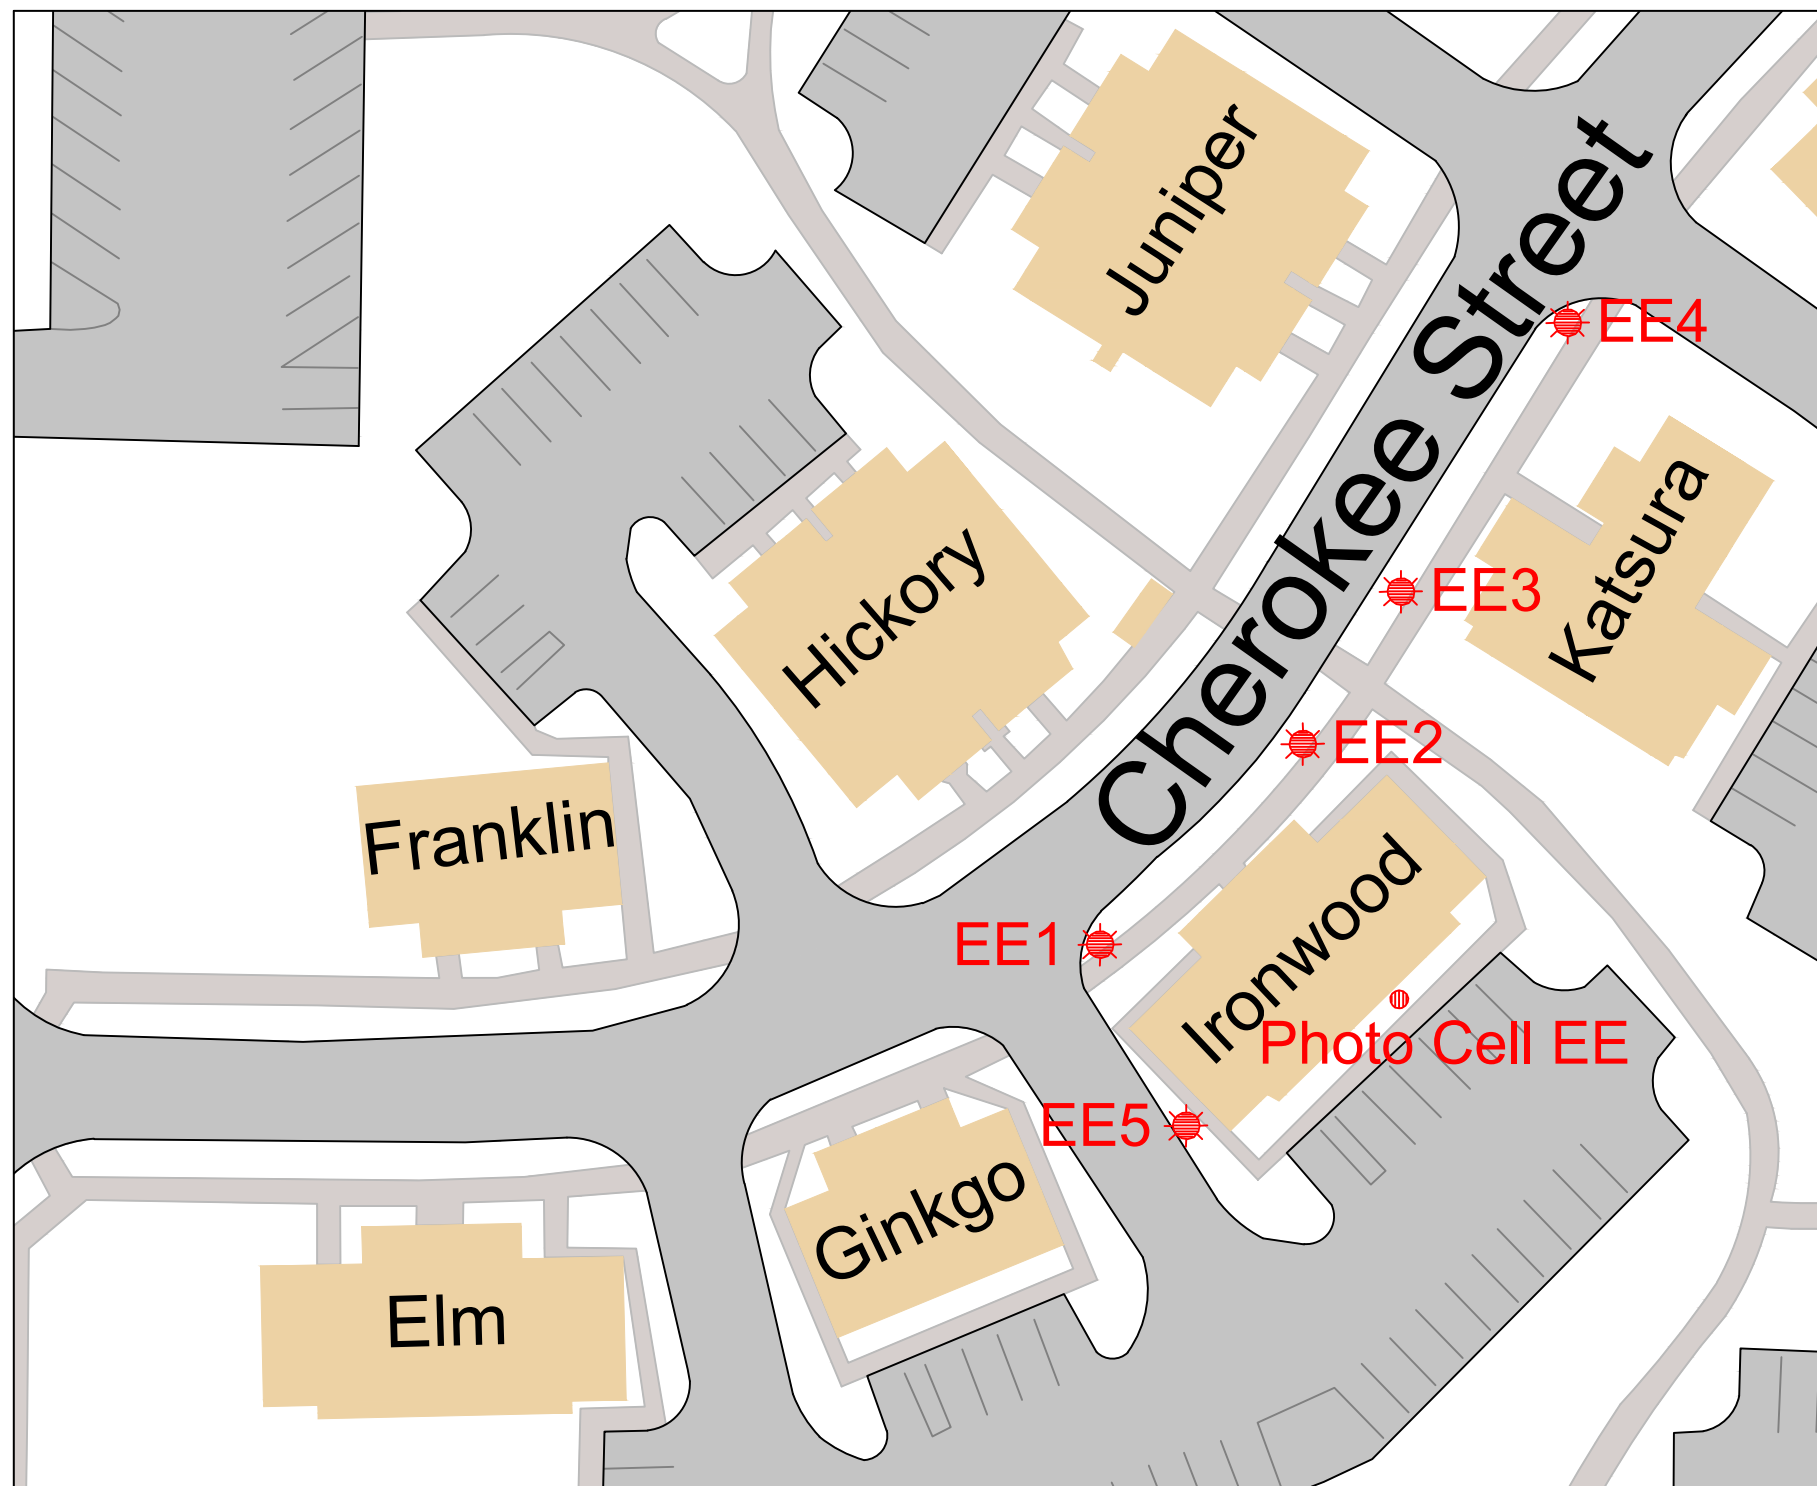 Juniper
Cherokee Street
EE4
Katsura
EE3
Hickory
EE2
Franklin
Ironwood
EE1
Photo Cell EE
EE5
Ginkgo
Elm